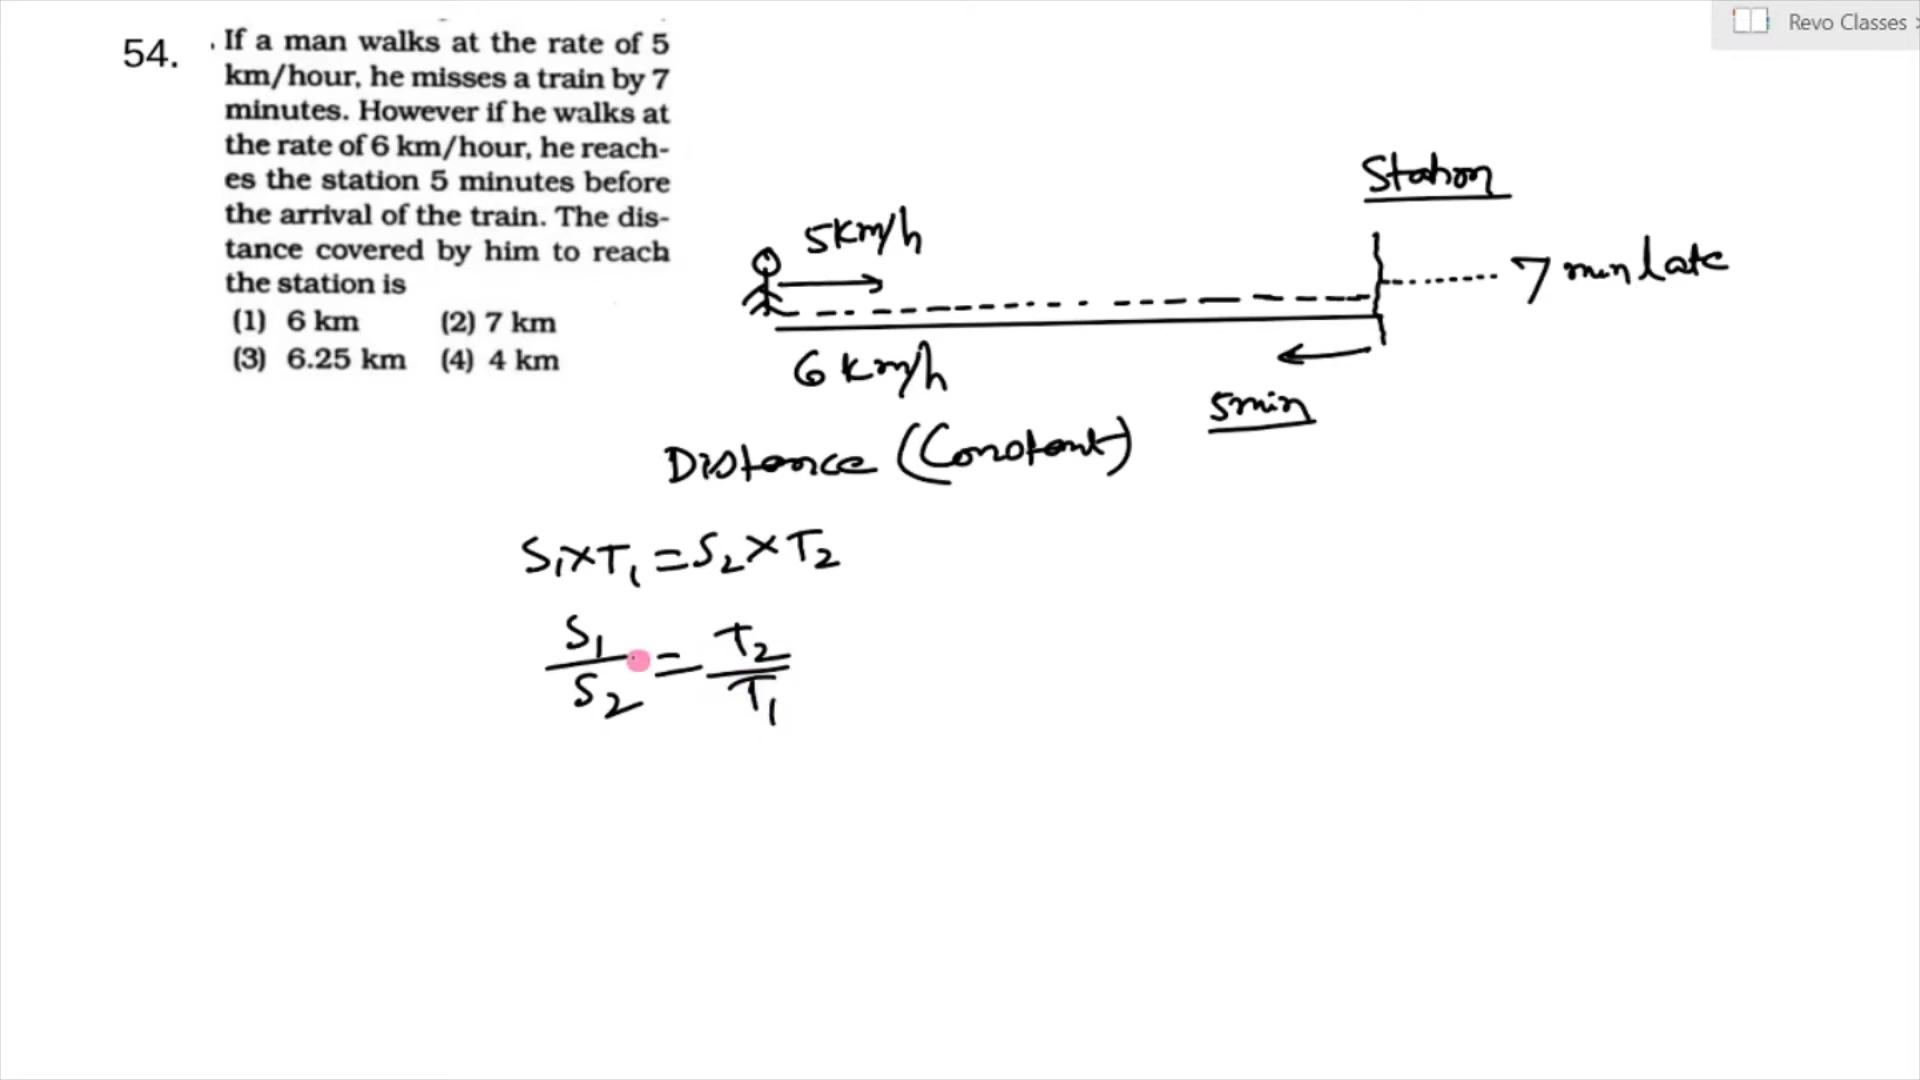 Revo Classes
54. If a man walks at the rate of 5
km/hour, he misses a train by 7
minutes. However if he walks at
the rate of 6 km/hour, he reach-
es the station 5 minutes before
the arrival of the train. The dis-
tance covered by him to reach
the station is
(1) 6 km (2) 7 km
(3) 6.25 km (4) 4 km
Station
5km/h
7 min late
6 km/h
5min
Distance (Constant)
S₁×T₁ = S₂×T₂
S₁/S₂ = T₂/T₁